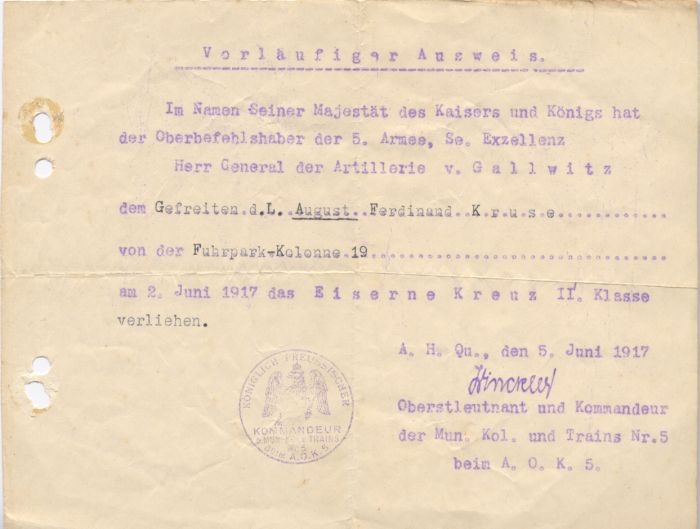 Vorläufiger Ausweis.
Im Namen Seiner Majestät des Kaisers und Königs hat
der Oberbefehlshaber der 5. Armee, Se. Exzellenz
Herr General der Artillerie v. Gallwitz
dem Gefreiten.d.L..August..Ferdinand..Kruse.............
von der Fuhrpark-Kolonne 19..................................
am 2. Juni 1917 das Eiserne Kreuz II. Klasse
verliehen.
A. H. Qu., den 5. Juni 1917
Winckler
Oberstleutnant und Kommandeur
der Mun. Kol. und Trains Nr.5
beim A. O. K. 5.
KÖNIGLICH PREUSSISCHER
KOMMANDEUR
TRAINS
beim A.O.K 5